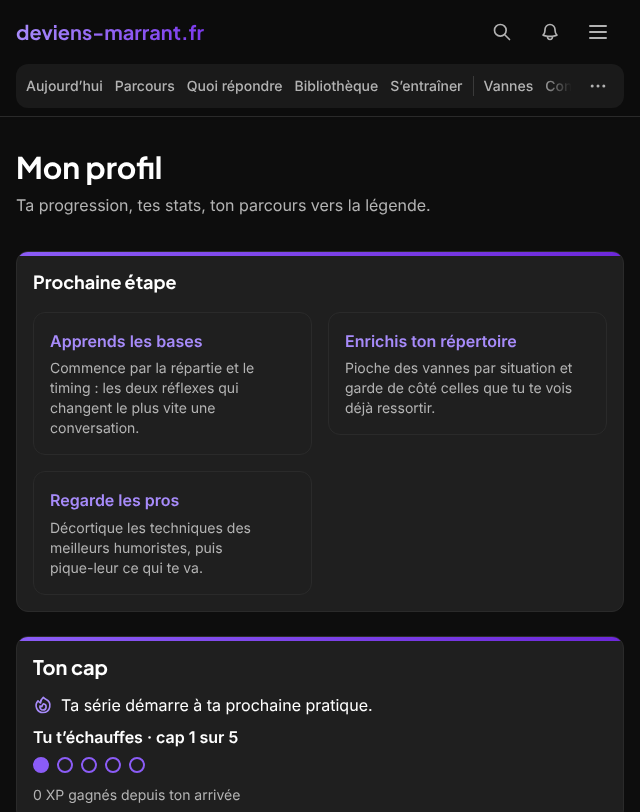 deviens-marrant.fr
Aujourd’hui Parcours Quoi répondre Bibliothèque S’entraîner Vannes
Mon profil
Ta progression, tes stats, ton parcours vers la légende.
Prochaine étape
Apprends les bases
Commence par la répartie et le
timing : les deux réflexes qui
changent le plus vite une
conversation.
Enrichis ton répertoire
Pioche des vannes par situation et
garde de côté celles que tu te vois
déjà ressortir.
Regarde les pros
Décortique les techniques des
meilleurs humoristes, puis
pique-leur ce qui te va.
Ton cap
Ta série démarre à ta prochaine pratique.
Tu t’échauffes · cap 1 sur 5
0 XP gagnés depuis ton arrivée